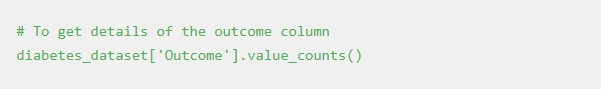 # To get details of the outcome column
diabetes_dataset['Outcome'].value_counts()